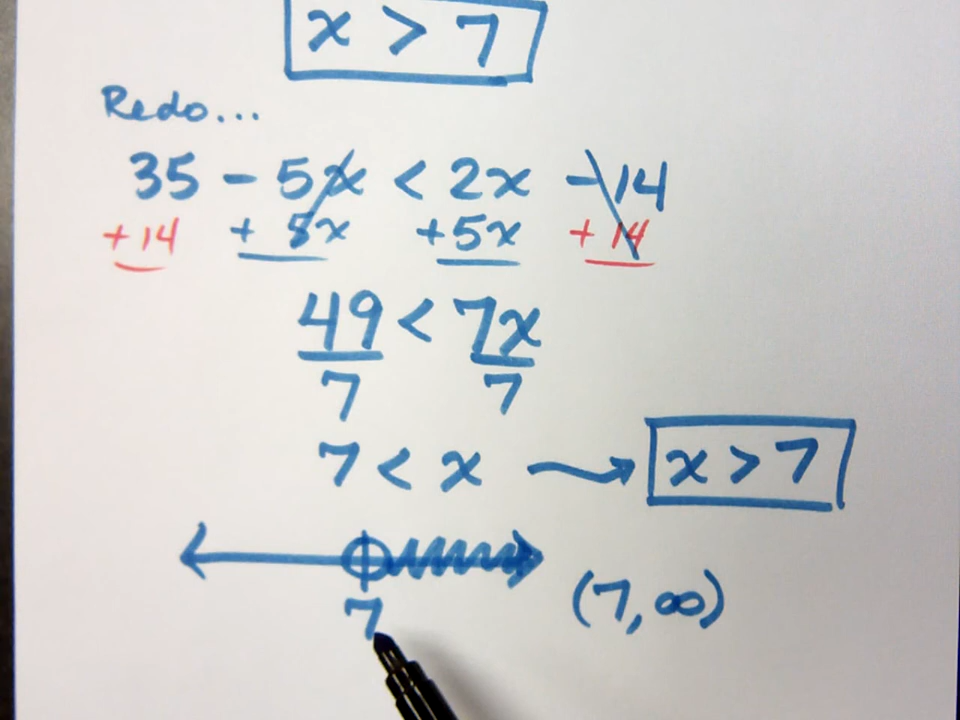 x > 7
Redo...
35 - 5x < 2x - 14
+14 + 5x +5x +14
49 < 7x
7 7
7 < x → x > 7
7
(7, ∞)